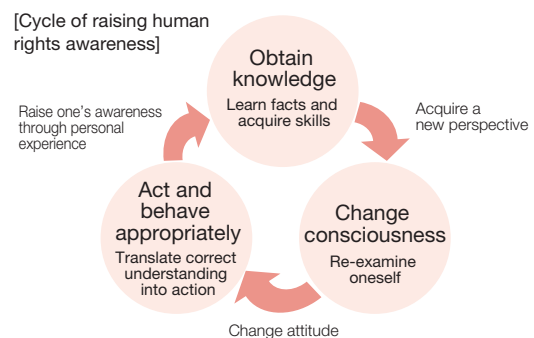 [Cycle of raising human
rights awareness]
Obtain
knowledge
Learn facts and
acquire skills
Acquire a
new perspective
Change
consciousness
Re-examine
oneself
Change attitude
Act and
behave
appropriately
Translate correct
understanding
into action
Raise one's awareness
through personal
experience